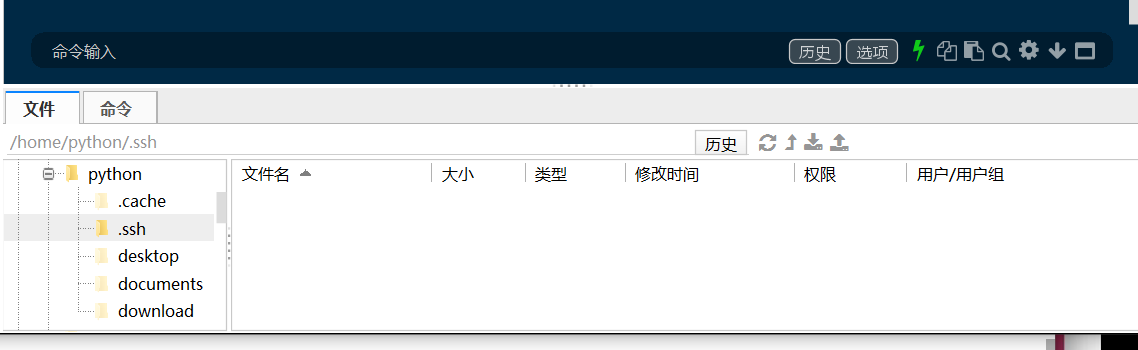 命令输入 历史 选项
文件 命令
/home/python/.ssh 历史
python
.cache
.ssh
desktop
documents
download
文件名 大小 类型 修改时间 权限 用户/用户组